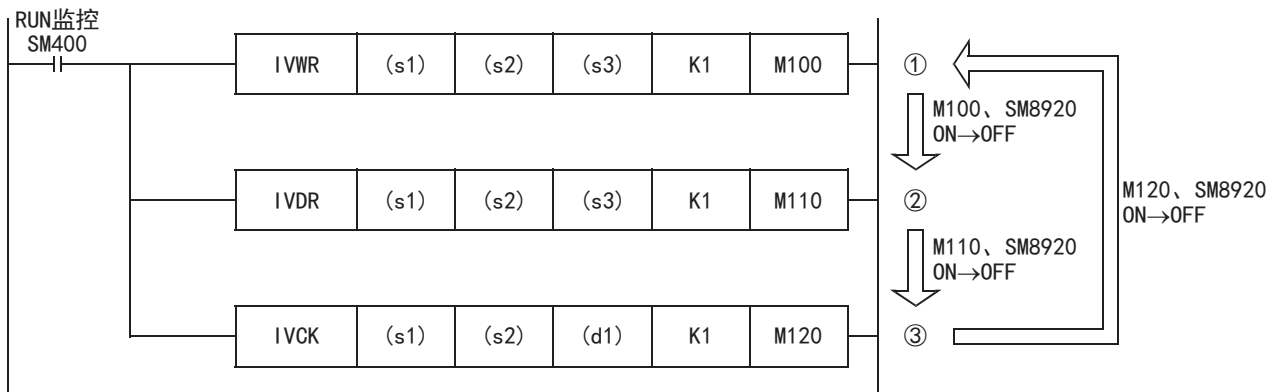 RUN监控
SM400
IVWR (s1) (s2) (s3) K1 M100 ①
M100、SM8920
ON→OFF
IVDR (s1) (s2) (s3) K1 M110 ②
M120、SM8920
ON→OFF
M110、SM8920
ON→OFF
IVCK (s1) (s2) (d1) K1 M120 ③